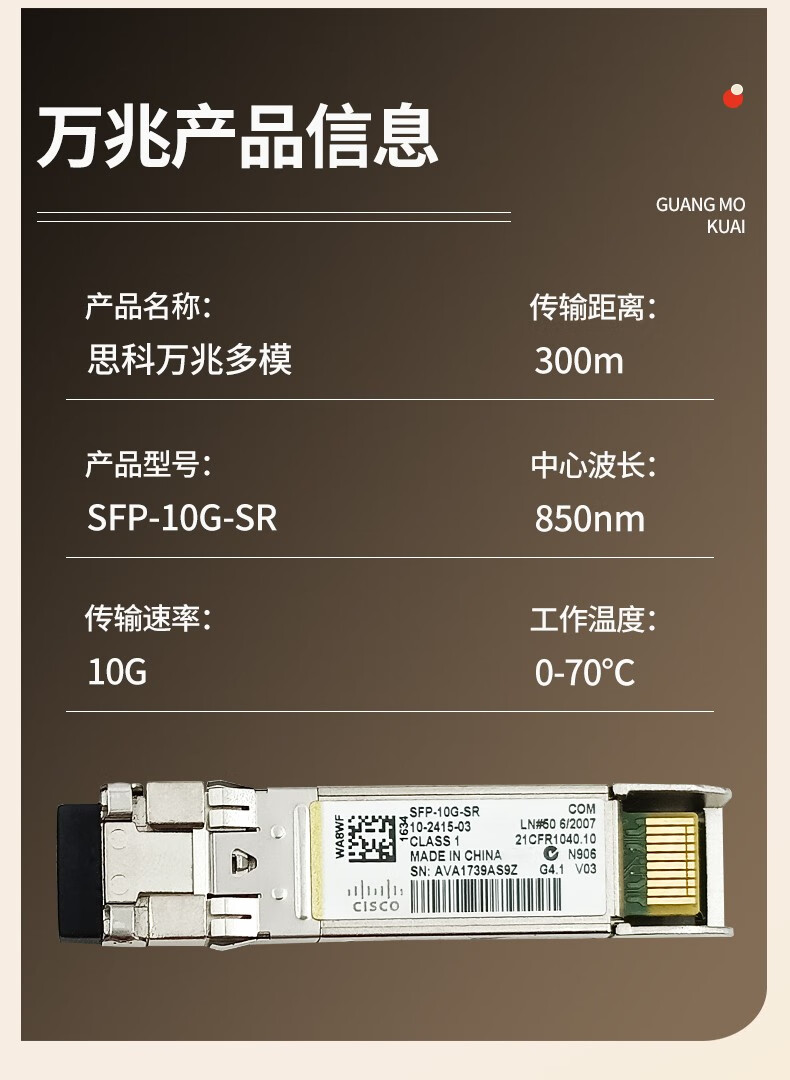 万兆产品信息
GUANG MO
KUAI
产品名称：
思科万兆多模
传输距离：
300m
产品型号：
SFP-10G-SR
中心波长：
850nm
传输速率：
10G
工作温度：
0-70℃
WA8WF
1634
SFP-10G-SR
COM
10-2415-03
LN#50 6/2007
CLASS 1
21CFR1040.10
MADE IN CHINA
N906
SN: AVA1739AS9Z
G4.1 V03
CISCO